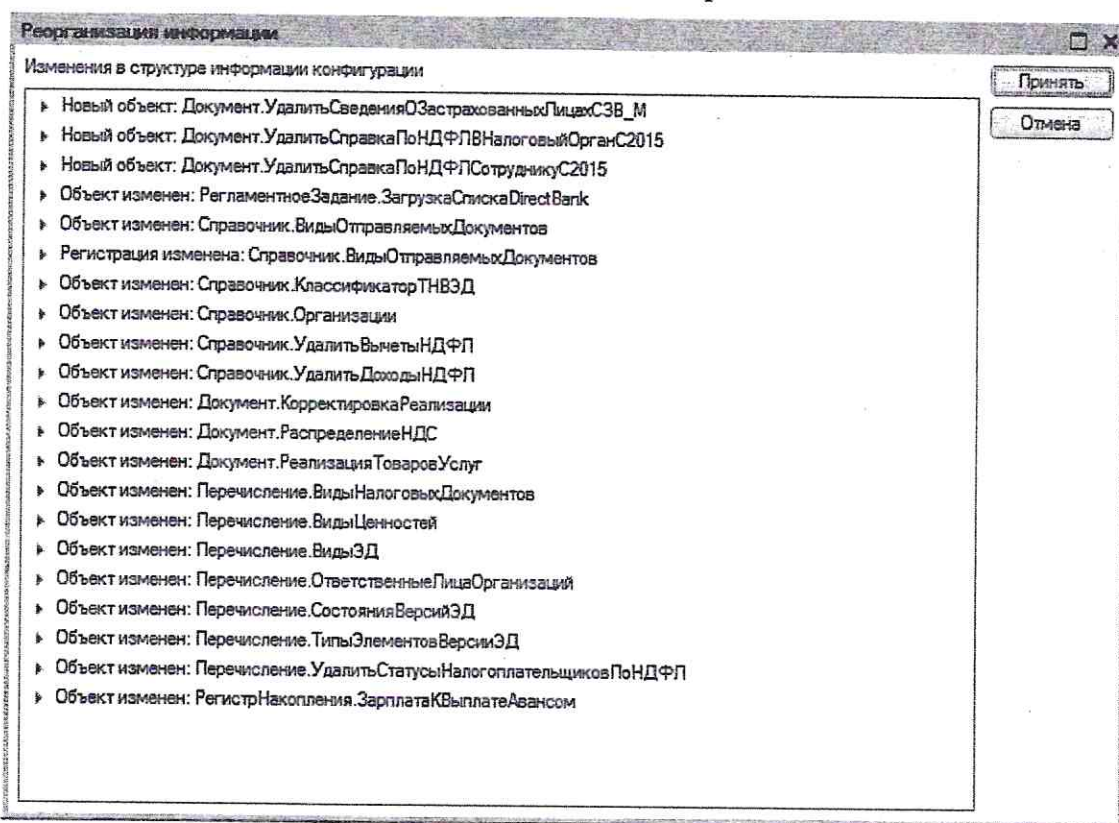 Реорганизация информации
Изменения в структуре информации конфигурации
Принять
Отмена
Новый объект: Документ.УдалитьСведенияОЗастрахованныхЛицахСЗВ_М
Новый объект: Документ.УдалитьСправкаПоНДФЛВНалоговыйОрганС2015
Новый объект: Документ.УдалитьСправкаПоНДФЛСотрудникуС2015
Объект изменен: РегламентноеЗадание.ЗагрузкаСпискаDirectBank
Объект изменен: Справочник.ВидыОтправляемыхДокументов
Регистрация изменена: Справочник.ВидыОтправляемыхДокументов
Объект изменен: Справочник.КлассификаторТНВЭД
Объект изменен: Справочник.Организации
Объект изменен: Справочник.УдалитьВычетыНДФЛ
Объект изменен: Справочник.УдалитьДоходыНДФЛ
Объект изменен: Документ.КорректировкаРеализации
Объект изменен: Документ.РаспределениеНДС
Объект изменен: Документ.РеализацияТоваровУслуг
Объект изменен: Перечисление.ВидыНалоговыхДокументов
Объект изменен: Перечисление.ВидыЦенностей
Объект изменен: Перечисление.ВидыЭД
Объект изменен: Перечисление.ОтветственныеЛицаОрганизаций
Объект изменен: Перечисление.СостоянияВерсийЭД
Объект изменен: Перечисление.ТипыЭлементовВерсииЭД
Объект изменен: Перечисление.УдалитьСтатусыНалогоплательщиковПоНДФЛ
Объект изменен: РегистрНакопления.ЗарплатаКВыплатеАвансом